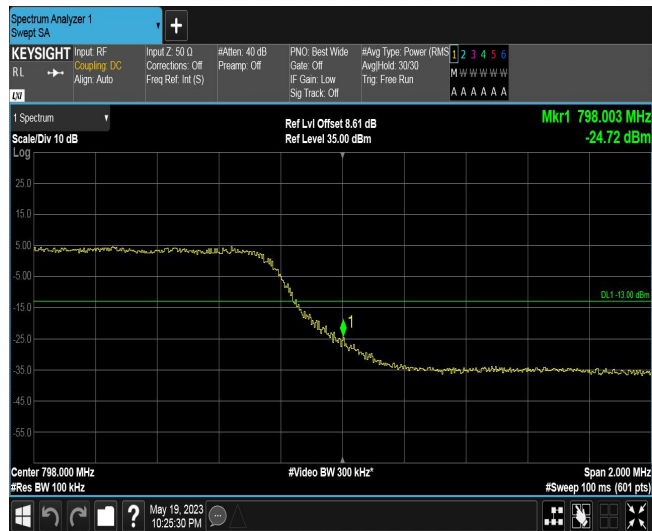 Spectrum Analyzer 1
Swept SA
+
KEYSIGHT
RL
LXI
Input: RF
Coupling: DC
Align: Auto
Input Z: 50 Ω
Corrections: Off
Freq Ref: Int (S)
#Atten: 40 dB
Preamp: Off
PNO: Best Wide
Gate: Off
IF Gain: Low
Sig Track: Off
#Avg Type: Power (RMS
Avg|Hold: 30/30
Trig: Free Run
1 2 3 4 5 6
M W W W W W
A A A A A A
1 Spectrum
Scale/Div 10 dB
Log
Ref Lvl Offset 8.61 dB
Ref Level 35.00 dBm
Mkr1 798.003 MHz
-24.72 dBm
25.0
15.0
5.00
-5.00
DL1 -13.00 dBm
-15.0
1
-25.0
-35.0
-45.0
-55.0
Center 798.000 MHz
#Res BW 100 kHz
#Video BW 300 kHz*
Span 2.000 MHz
#Sweep 100 ms (601 pts)
?
May 19, 2023
10:25:30 PM